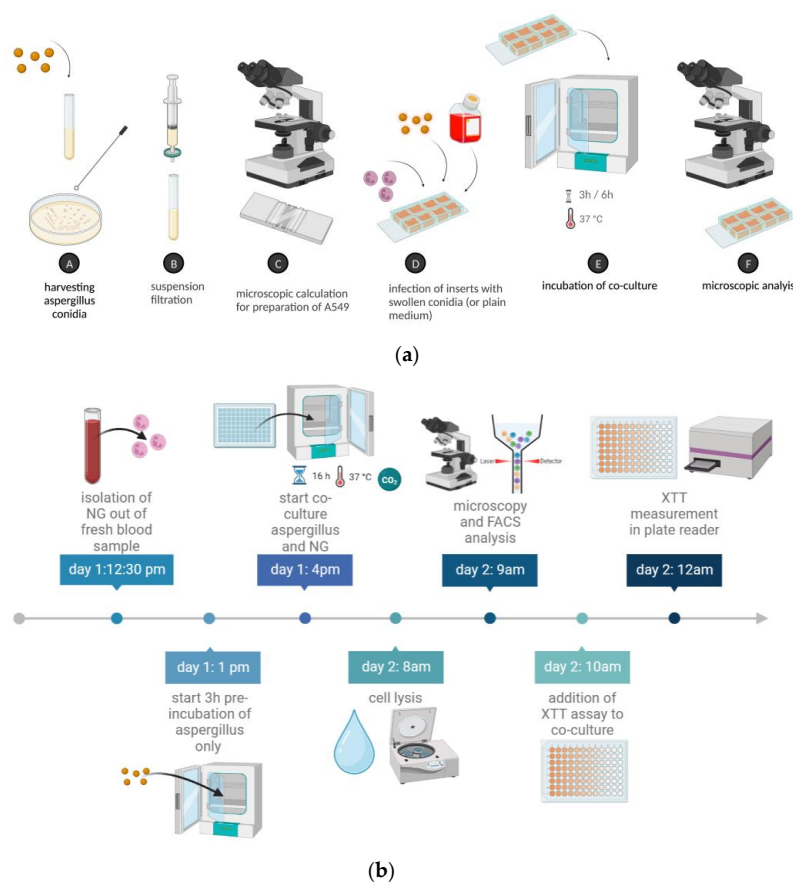 (a)
A
harvesting
aspergillus
conidia
B
suspension
filtration
C
microscopic calculation
for preparation of A549
D
infection of inserts with
swollen conidia (or plain
medium)
3h / 6h
37 °C
E
incubation of co-culture
F
microscopic analyis
isolation of
NG out of
fresh blood
sample
day 1:12:30 pm
16 h
37 °C
CO2
start co-
culture
aspergillus
and NG
day 1: 4pm
Laser
Detector
microscopy
and FACS
analysis
day 2: 9am
XTT
measurement
in plate reader
day 2: 12am
day 1: 1 pm
start 3h pre-
incubation of
aspergillus
only
day 2: 8am
cell lysis
day 2: 10am
addition of
XTT assay to
co-culture
(b)